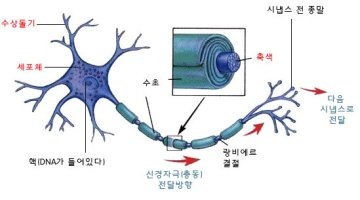 수상돌기
시냅스 전 종말
세포체
축색
수초
다음
시냅스로
전달
랑비에르
결절
핵(DNA가 들어있다)
신경자극(충동)
전달방향